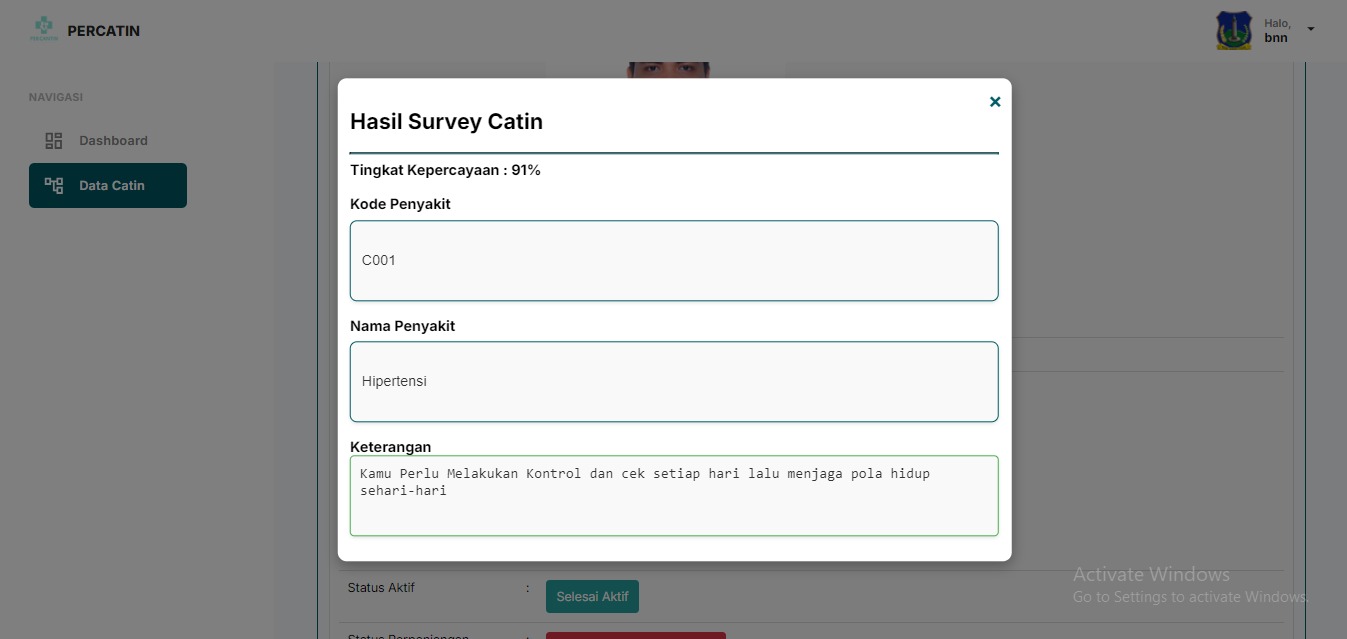 PERCATIN
Halo,
bnn
NAVIGASI
Dashboard
Data Catin
Hasil Survey Catin
Tingkat Kepercayaan : 91%
Kode Penyakit
C001
Nama Penyakit
Hipertensi
Keterangan
Kamu Perlu Melakukan Kontrol dan cek setiap hari lalu menjaga pola hidup
sehari-hari
Status Aktif : Selesai Aktif
Status Perpanjangan :
Activate Windows
Go to Settings to activate Windows.